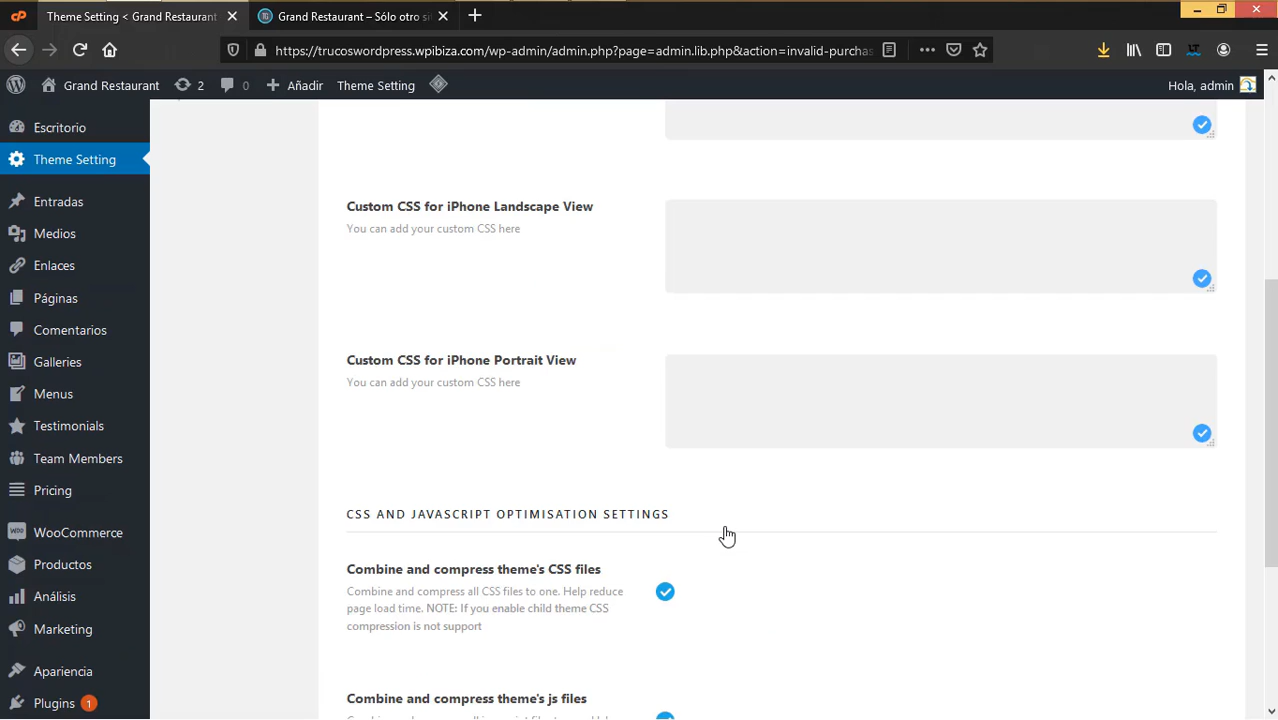 Theme Setting < Grand Restaurant
Grand Restaurant – Sólo otro si
https://trucoswordpress.wpibiza.com/wp-admin/admin.php?page=admin.lib.php&action=invalid-purchas
Grand Restaurant
2
0
Añadir
Theme Setting
Hola, admin
Escritorio
Theme Setting
Entradas
Medios
Enlaces
Páginas
Comentarios
Galleries
Menus
Testimonials
Team Members
Pricing
WooCommerce
Productos
Análisis
Marketing
Apariencia
Plugins 1
Custom CSS for iPhone Landscape View
You can add your custom CSS here
Custom CSS for iPhone Portrait View
You can add your custom CSS here
CSS AND JAVASCRIPT OPTIMISATION SETTINGS
Combine and compress theme's CSS files
Combine and compress all CSS files to one. Help reduce
page load time. NOTE: If you enable child theme CSS
compression is not support
Combine and compress theme's js files